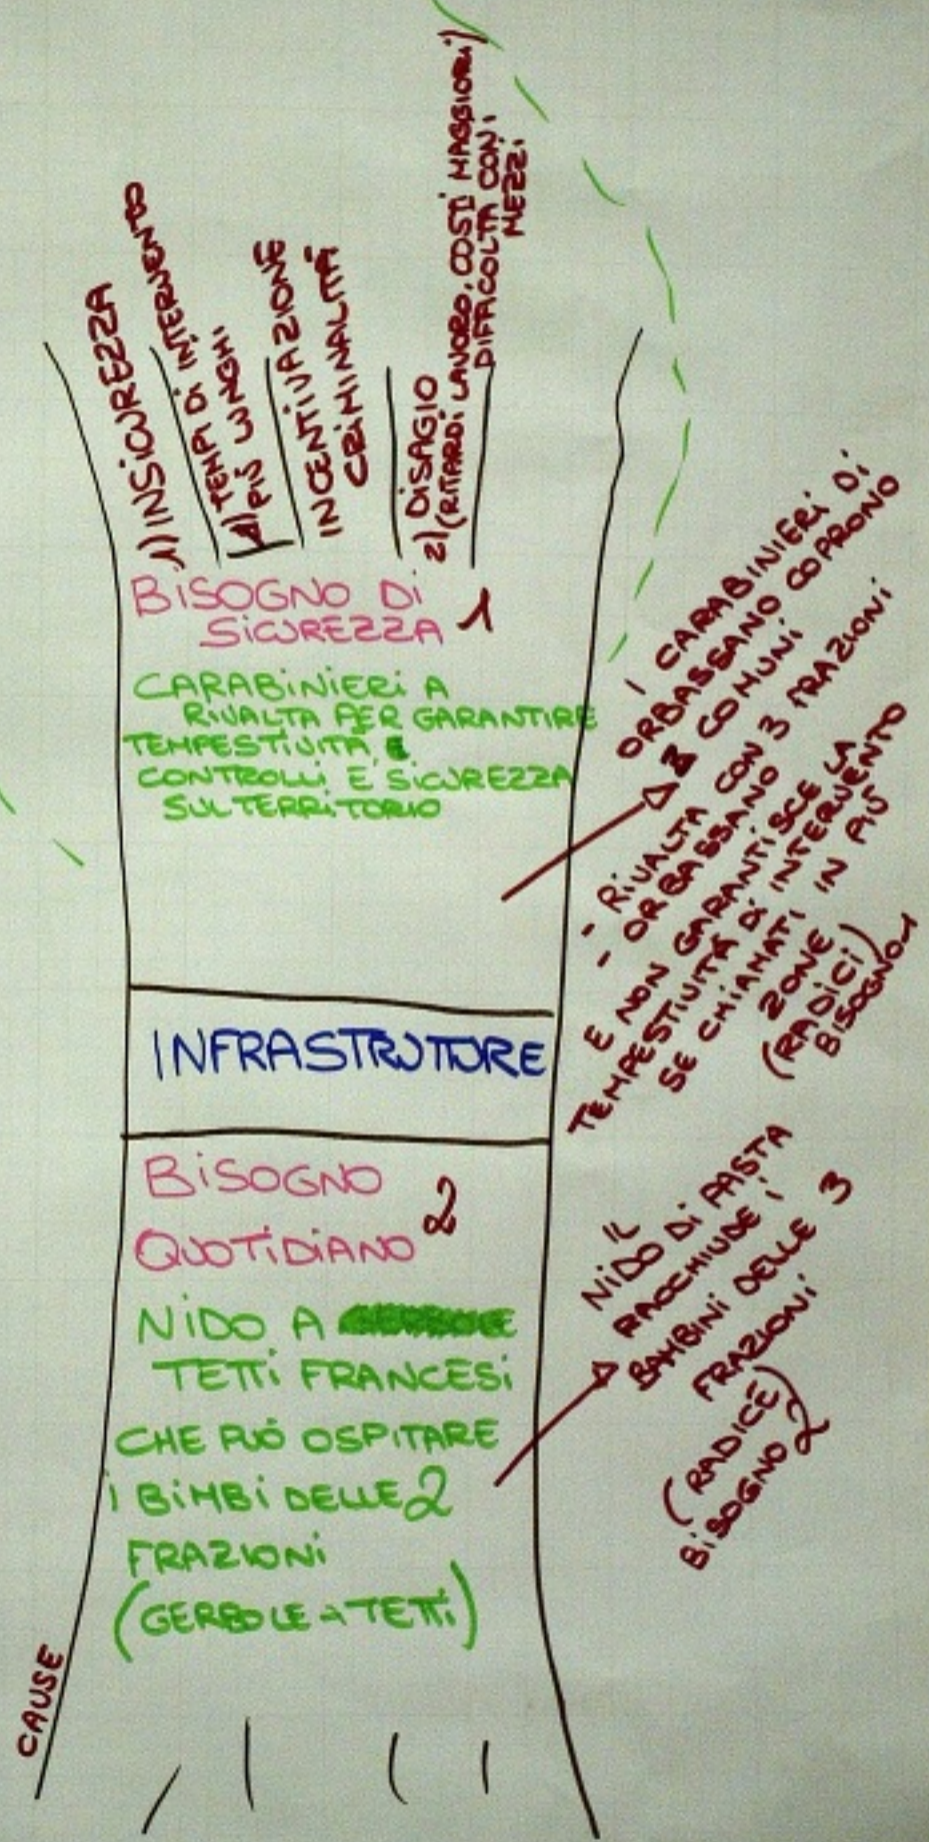 1) INSICUREZZA
1) TEMPI DI INTERVENTO
PIÙ LUNGHI
INCENTIVAZIONE
CRIMINALITÀ
2) DISAGIO
(RITARDI LAVORO, COSTI MAGGIORI)
DIFFICOLTÀ CON i
MEZZi
BiSOGNO Di
SiCUREZZA 1
CARABiNiERi A
RiVALTA PER GARANTIRE
TEMPESTiViTÀ E
CONTROLLi E SiCUREZZA
SUL TERRiTORiO
I CARABINIERI Di
ORBASSANO COPRONO
COMUNi
- RiVALTA CON 3 FRAZIONi
- ORBASSANO
E NON GARANTISCE LA
TEMPESTIVITÀ Di INTERVENTO
SE CHiAMATi IN PIÙ
ZONE
(RADiCi)
BiSOGNO 1
INFRASTRUTTURE
BiSOGNO
QUOTiDiANO 2
NiDO A
TETTi FRANCESi
CHE PUÒ OSPiTARE
I BiMBi DELLE 2
FRAZiONi
(GERBOLE - TETTi)
IL
NiDO Di PASTA
RACCHiUDE i
BAMBiNi DELLE 3
FRAZiONi
(RADiCE)
BiSOGNO 2
CAUSE